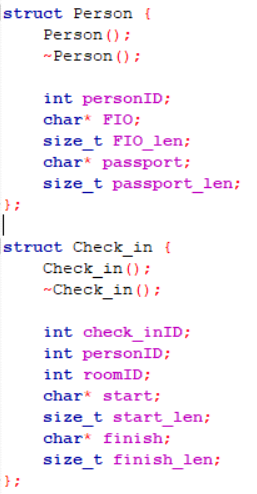 struct Person {
Person();
~Person();
int personID;
char* FIO;
size_t FIO_len;
char* passport;
size_t passport_len;
};
struct Check_in {
Check_in();
~Check_in();
int check_inID;
int personID;
int roomID;
char* start;
size_t start_len;
char* finish;
size_t finish_len;
};